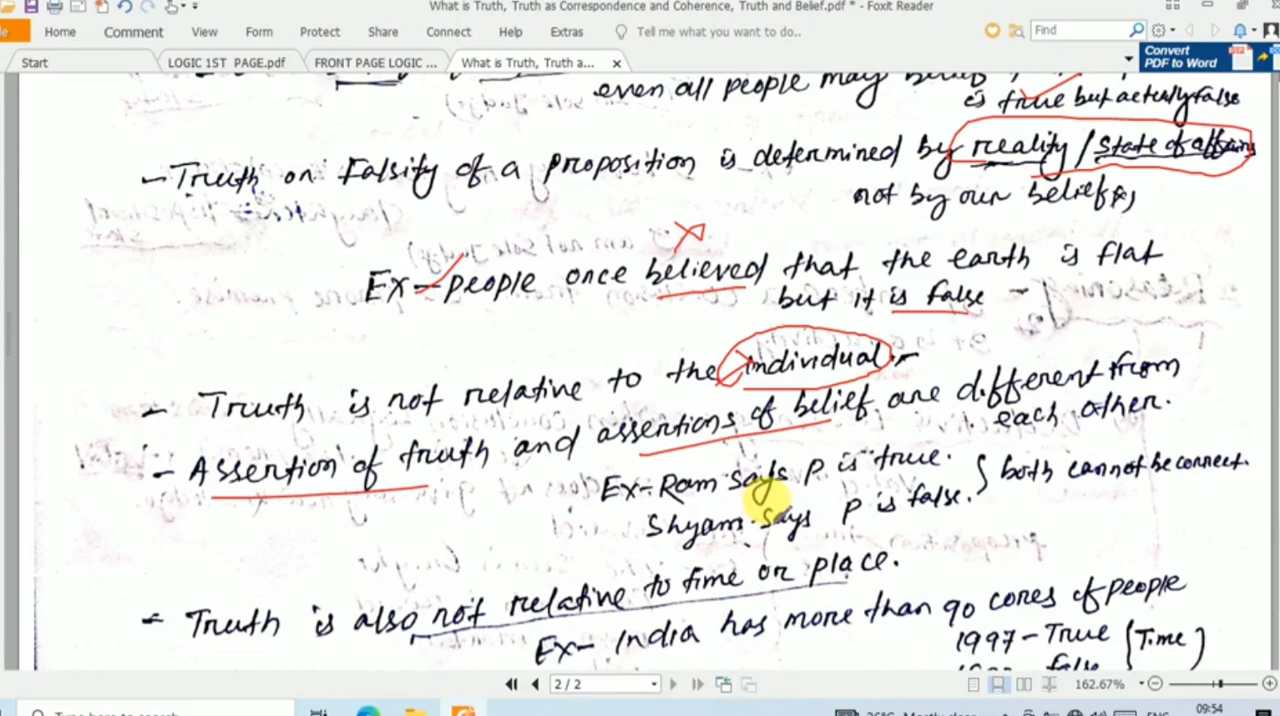 What is Truth, Truth as Correspondence and Coherence, Truth and Belief.pdf * - Foxit Reader
Home Comment View Form Protect Share Connect Help Extras Tell me what you want to do.. Find
Start LOGIC 1ST PAGE.pdf FRONT PAGE LOGIC ... What is Truth, Truth a... × Convert PDF to Word
even all people may
is true but actually false
- Truth or Falsity of a proposition is determined by reality / state of affairs
not by our beliefs,
Ex- people once believed that the earth is flat
but it is false
- Truth is not relative to the individual.
- Assertion of truth and assertions of belief are different from
each other.
Ex- Ram says P is true.
Shyam says P is false. } both cannot be correct.
- Truth is also not relative to time or place.
Ex- India has more than 90 cores of people
1997 - True (Time)
false
2 / 2 162.67%
09:54